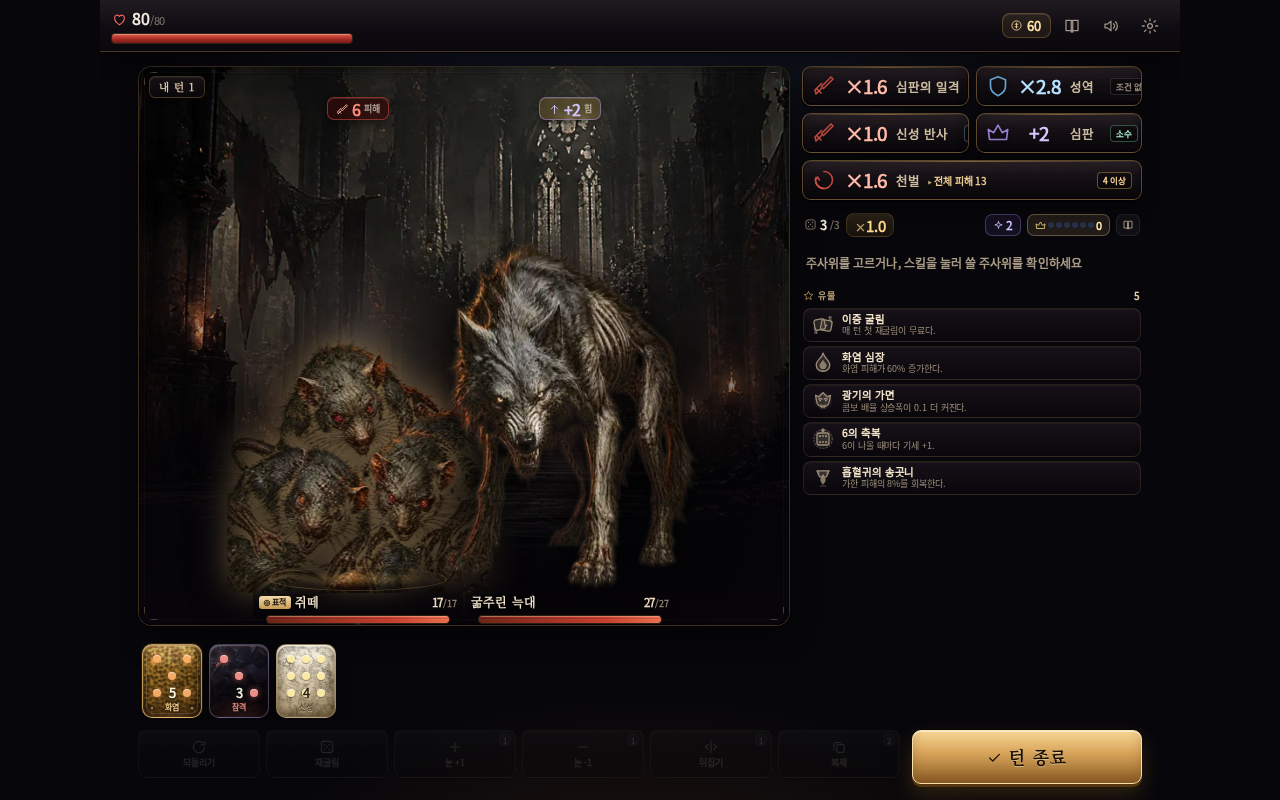 80/80
60
내 턴 1
6 피해
+2 힘
×1.6 심판의 일격
×2.8 성역 조건 없
×1.0 신성 반사
+2 심판 소수
×1.6 천벌 ▸전체 피해 13 4 이상
3/3 ×1.0 2 0
주사위를 고르거나, 스킬을 눌러 쓸 주사위를 확인하세요
유물 5
이중 굴림
매 턴 첫 재굴림이 무료다.
화염 심장
화염 피해가 60% 증가한다.
광기의 가면
콤보 배율 상승폭이 0.1 더 커진다.
6의 축복
6이 나올 때마다 기세 +1.
흡혈귀의 송곳니
가한 피해의 8%를 회복한다.
표적 쥐떼 17/17
굶주린 늑대 27/27
5 화염
3 참격
4 신성
되돌리기
재굴림
눈 +1 1
눈 -1 1
뒤집기 1
복제 2
턴 종료